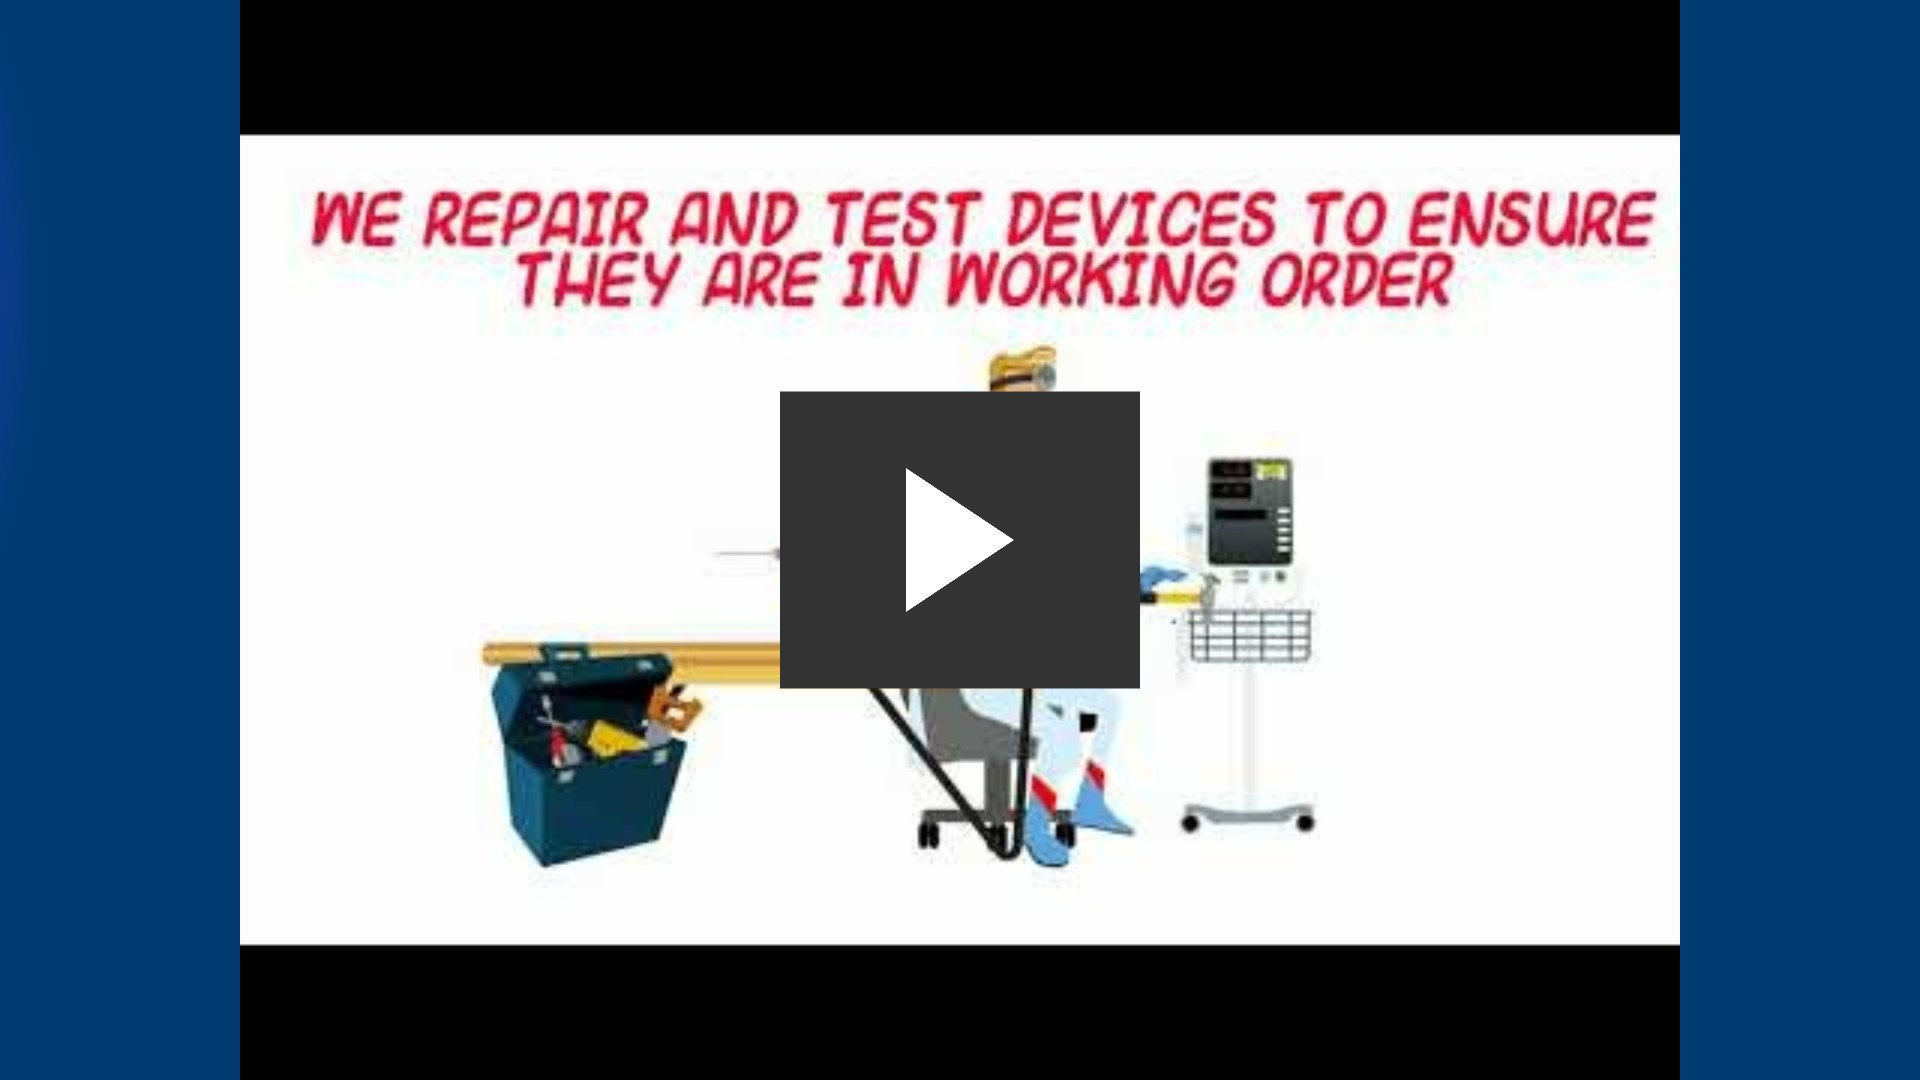 WE REPAIR AND TEST DEVICES TO ENSURE
THEY ARE IN WORKING ORDER